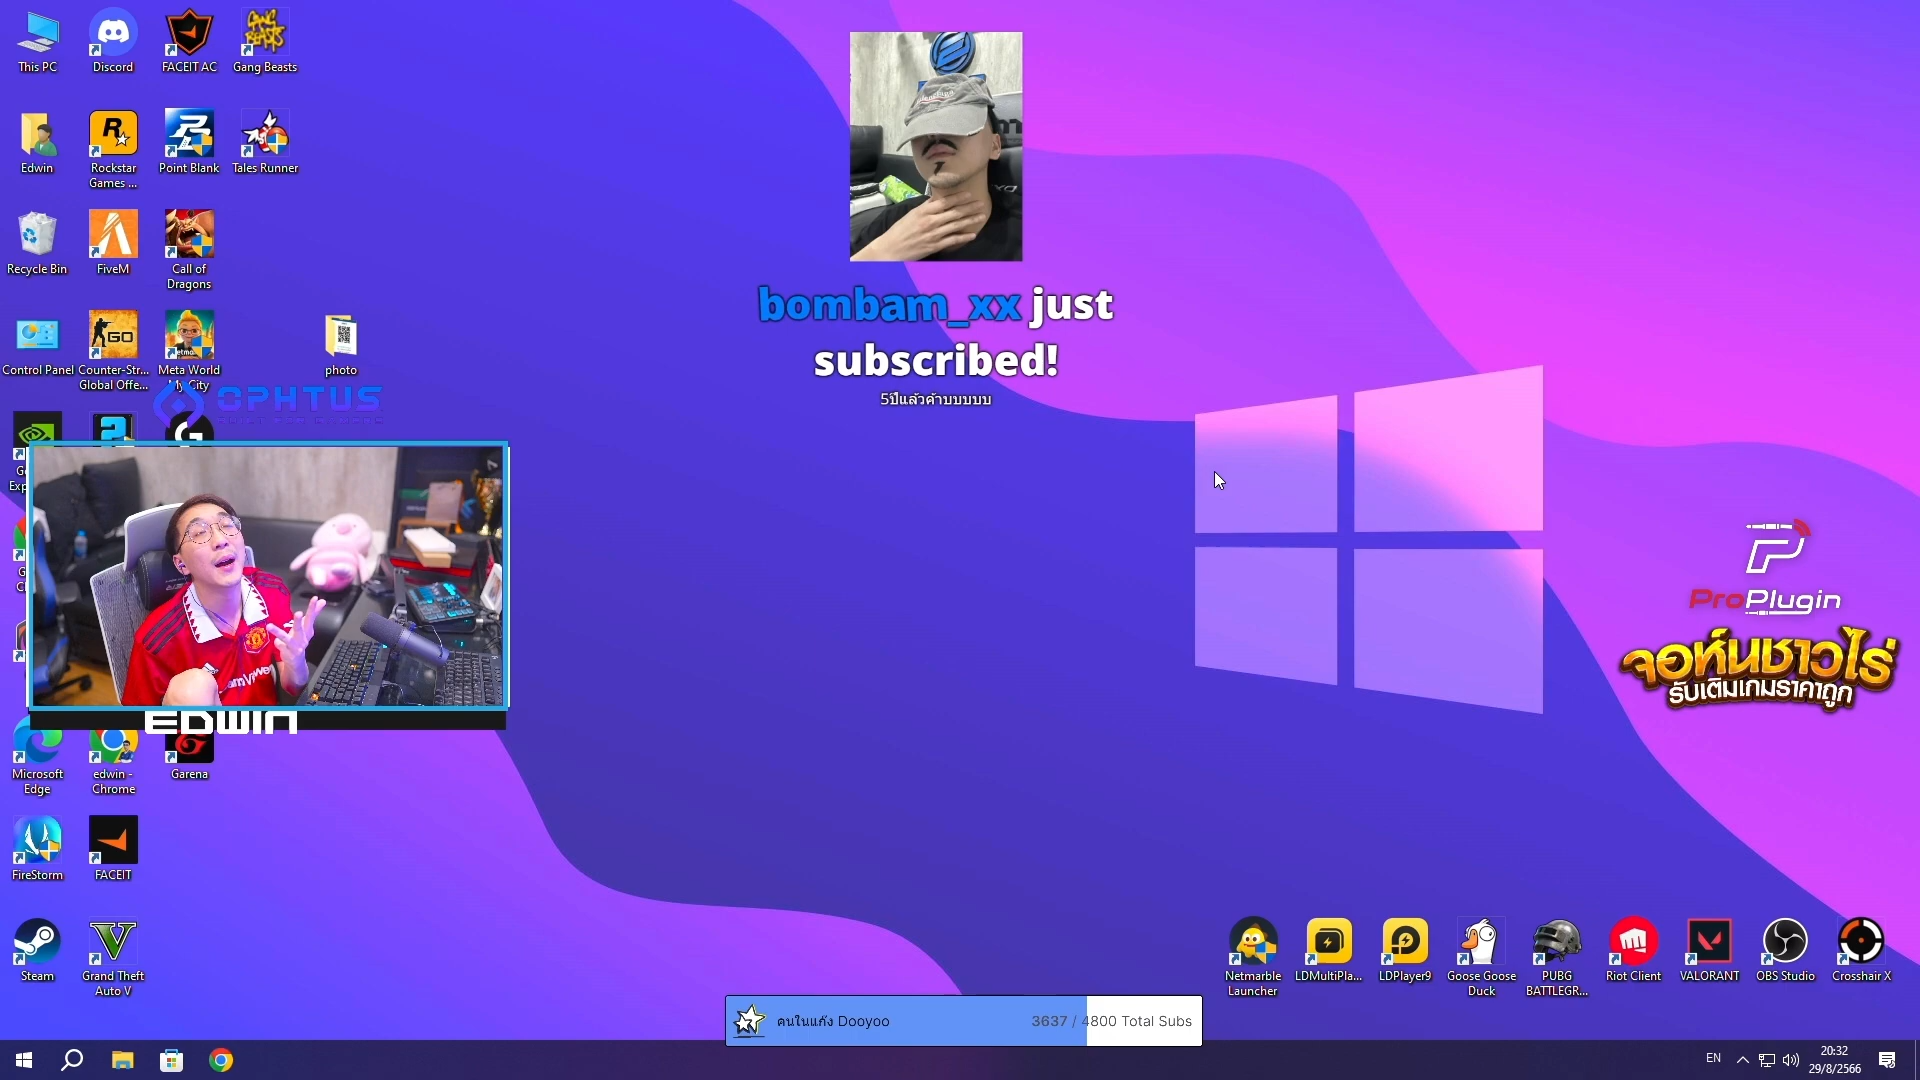 This PC
Discord
FACEIT AC
Gang Beasts
Edwin
Rockstar
Games ...
Point Blank
Tales Runner
Recycle Bin
FiveM
Call of
Dragons
Control Panel
Counter-Str...
Global Offe...
Meta World
My City
photo
OPHTUS
bombam_xx just
subscribed!
5ปีแล้วค้าบบบบบ
EDWIN
Microsoft
Edge
edwin -
Chrome
Garena
FireStorm
FACEIT
Steam
Grand Theft
Auto V
ProPlugin
จอห์นชาวไร่
รับเติมเกมราคาถูก
Netmarble
Launcher
LDMultiPla...
LDPlayer9
Goose Goose
Duck
PUBG
BATTLEGR...
Riot Client
VALORANT
OBS Studio
Crosshair X
คนในแก๊ง Dooyoo
3637 / 4800 Total Subs
EN
20:32
29/8/2566